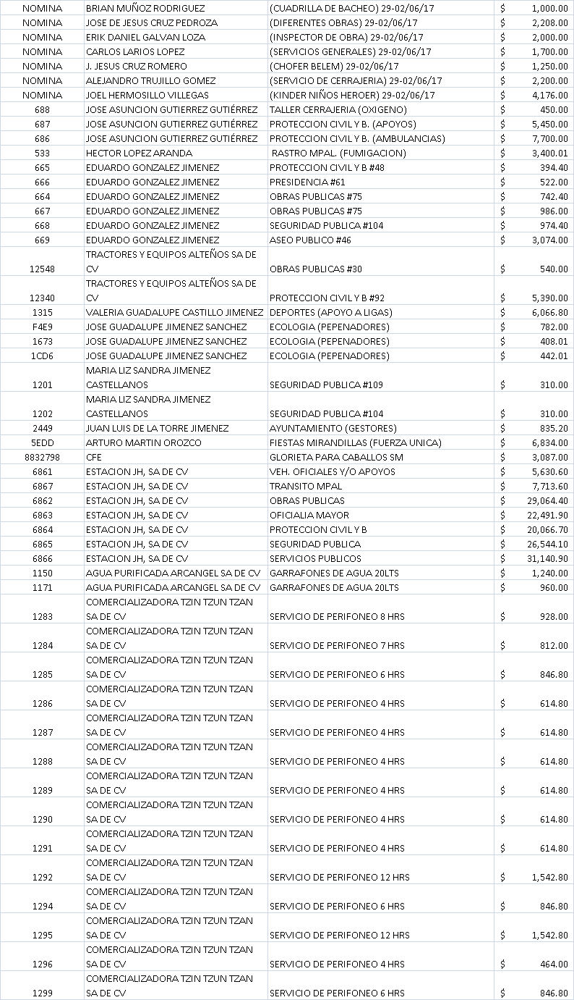 NOMINA BRIAN MUÑOZ RODRIGUEZ (CUADRILLA DE BACHEO) 29-02/06/17 $ 1,000.00
NOMINA JOSE DE JESUS CRUZ PEDROZA (DIFERENTES OBRAS) 29-02/06/17 $ 2,208.00
NOMINA ERIK DANIEL GALVAN LOZA (INSPECTOR DE OBRA) 29-02/06/17 $ 2,000.00
NOMINA CARLOS LARIOS LOPEZ (SERVICIOS GENERALES) 29-02/06/17 $ 1,700.00
NOMINA J. JESUS CRUZ ROMERO (CHOFER BELEM) 29-02/06/17 $ 1,250.00
NOMINA ALEJANDRO TRUJILLO GOMEZ (SERVICIO DE CERRAJERIA) 29-02/06/17 $ 2,200.00
NOMINA JOEL HERMOSILLO VILLEGAS (KINDER NIÑOS HEROER) 29-02/06/17 $ 4,176.00
688 JOSE ASUNCION GUTIERREZ GUTIÉRREZ TALLER CERRAJERIA (OXIGENO) $ 450.00
687 JOSE ASUNCION GUTIERREZ GUTIÉRREZ PROTECCION CIVIL Y B. (APOYOS) $ 5,450.00
686 JOSE ASUNCION GUTIERREZ GUTIÉRREZ PROTECCION CIVIL Y B. (AMBULANCIAS) $ 7,700.00
533 HECTOR LOPEZ ARANDA RASTRO MPAL. (FUMIGACION) $ 3,400.01
665 EDUARDO GONZALEZ JIMENEZ PROTECCION CIVIL Y B #48 $ 394.40
666 EDUARDO GONZALEZ JIMENEZ PRESIDENCIA #61 $ 522.00
664 EDUARDO GONZALEZ JIMENEZ OBRAS PUBLICAS #75 $ 742.40
667 EDUARDO GONZALEZ JIMENEZ OBRAS PUBLICAS #75 $ 986.00
668 EDUARDO GONZALEZ JIMENEZ SEGURIDAD PUBLICA #104 $ 974.40
669 EDUARDO GONZALEZ JIMENEZ ASEO PUBLICO #46 $ 3,074.00
TRACTORES Y EQUIPOS ALTEÑOS SA DE
12548 CV OBRAS PUBLICAS #30 $ 540.00
TRACTORES Y EQUIPOS ALTEÑOS SA DE
12340 CV PROTECCION CIVIL Y B #92 $ 5,390.00
1315 VALERIA GUADALUPE CASTILLO JIMENEZ DEPORTES (APOYO A LIGAS) $ 6,066.80
F4E9 JOSE GUADALUPE JIMENEZ SANCHEZ ECOLOGIA (PEPENADORES) $ 782.00
1673 JOSE GUADALUPE JIMENEZ SANCHEZ ECOLOGIA (PEPENADORES) $ 408.01
1CD6 JOSE GUADALUPE JIMENEZ SANCHEZ ECOLOGIA (PEPENADORES) $ 442.01
MARIA LIZ SANDRA JIMENEZ
1201 CASTELLANOS SEGURIDAD PUBLICA #109 $ 310.00
MARIA LIZ SANDRA JIMENEZ
1202 CASTELLANOS SEGURIDAD PUBLICA #104 $ 310.00
2449 JUAN LUIS DE LA TORRE JIMENEZ AYUNTAMIENTO (GESTORES) $ 835.20
5EDD ARTURO MARTIN OROZCO FIESTAS MIRANDILLAS (FUERZA UNICA) $ 6,834.00
8832798 CFE GLORIETA PARA CABALLOS SM $ 3,087.00
6861 ESTACION JH, SA DE CV VEH. OFICIALES Y/O APOYOS $ 5,630.60
6867 ESTACION JH, SA DE CV TRANSITO MPAL $ 7,713.60
6862 ESTACION JH, SA DE CV OBRAS PUBLICAS $ 29,064.40
6863 ESTACION JH, SA DE CV OFICIALIA MAYOR $ 22,491.90
6864 ESTACION JH, SA DE CV PROTECCION CIVIL Y B $ 20,066.70
6865 ESTACION JH, SA DE CV SEGURIDAD PUBLICA $ 26,544.10
6866 ESTACION JH, SA DE CV SERVICIOS PUBLICOS $ 31,140.90
1150 AGUA PURIFICADA ARCANGEL SA DE CV GARRAFONES DE AGUA 20LTS $ 1,240.00
1171 AGUA PURIFICADA ARCANGEL SA DE CV GARRAFONES DE AGUA 20LTS $ 960.00
COMERCIALIZADORA TZIN TZUN TZAN
1283 SA DE CV SERVICIO DE PERIFONEO 8 HRS $ 928.00
COMERCIALIZADORA TZIN TZUN TZAN
1284 SA DE CV SERVICIO DE PERIFONEO 7 HRS $ 812.00
COMERCIALIZADORA TZIN TZUN TZAN
1285 SA DE CV SERVICIO DE PERIFONEO 6 HRS $ 846.80
COMERCIALIZADORA TZIN TZUN TZAN
1286 SA DE CV SERVICIO DE PERIFONEO 4 HRS $ 614.80
COMERCIALIZADORA TZIN TZUN TZAN
1287 SA DE CV SERVICIO DE PERIFONEO 4 HRS $ 614.80
COMERCIALIZADORA TZIN TZUN TZAN
1288 SA DE CV SERVICIO DE PERIFONEO 4 HRS $ 614.80
COMERCIALIZADORA TZIN TZUN TZAN
1289 SA DE CV SERVICIO DE PERIFONEO 4 HRS $ 614.80
COMERCIALIZADORA TZIN TZUN TZAN
1290 SA DE CV SERVICIO DE PERIFONEO 4 HRS $ 614.80
COMERCIALIZADORA TZIN TZUN TZAN
1291 SA DE CV SERVICIO DE PERIFONEO 4 HRS $ 614.80
COMERCIALIZADORA TZIN TZUN TZAN
1292 SA DE CV SERVICIO DE PERIFONEO 12 HRS $ 1,542.80
COMERCIALIZADORA TZIN TZUN TZAN
1294 SA DE CV SERVICIO DE PERIFONEO 6 HRS $ 846.80
COMERCIALIZADORA TZIN TZUN TZAN
1295 SA DE CV SERVICIO DE PERIFONEO 12 HRS $ 1,542.80
COMERCIALIZADORA TZIN TZUN TZAN
1296 SA DE CV SERVICIO DE PERIFONEO 4 HRS $ 464.00
COMERCIALIZADORA TZIN TZUN TZAN
1299 SA DE CV SERVICIO DE PERIFONEO 6 HRS $ 846.80